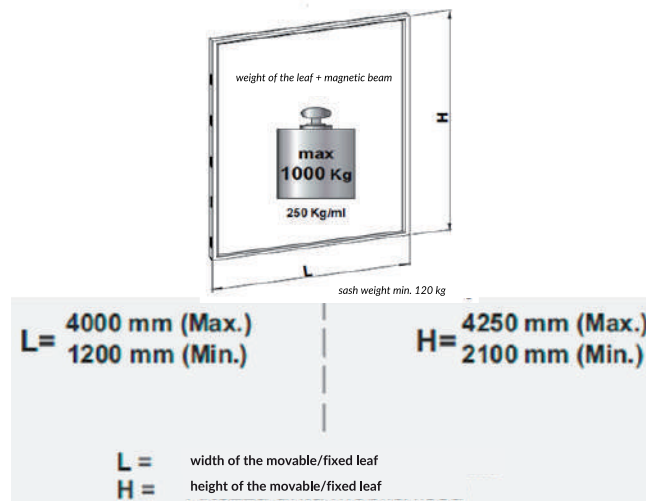 weight of the leaf + magnetic beam
H
max
1000 Kg
250 Kg/ml
L
sash weight min. 120 kg
L= 4000 mm (Max.)
1200 mm (Min.)
H= 4250 mm (Max.)
2100 mm (Min.)
L = width of the movable/fixed leaf
H = height of the movable/fixed leaf